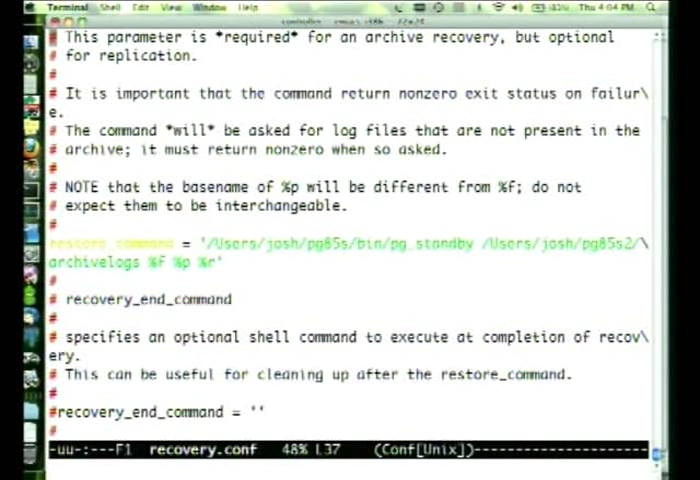 Terminal Shell Edit View Window Help Thu 4:04 PM
# This parameter is *required* for an archive recovery, but optional
# for replication.
#
# It is important that the command return nonzero exit status on failur\
e.
# The command *will* be asked for log files that are not present in the
# archive; it must return nonzero when so asked.
#
# NOTE that the basename of %p will be different from %f; do not
# expect them to be interchangeable.
#
restore_command = '/Users/josh/pg85s/bin/pg_standby /Users/josh/pg85s2/\
archivelogs %f %p %r'
#
# recovery_end_command
#
# specifies an optional shell command to execute at completion of recov\
ery.
# This can be useful for cleaning up after the restore_command.
#
#recovery_end_command = ''
#
-uu-:---F1 recovery.conf 48% L37 (Conf[Unix])--------------------